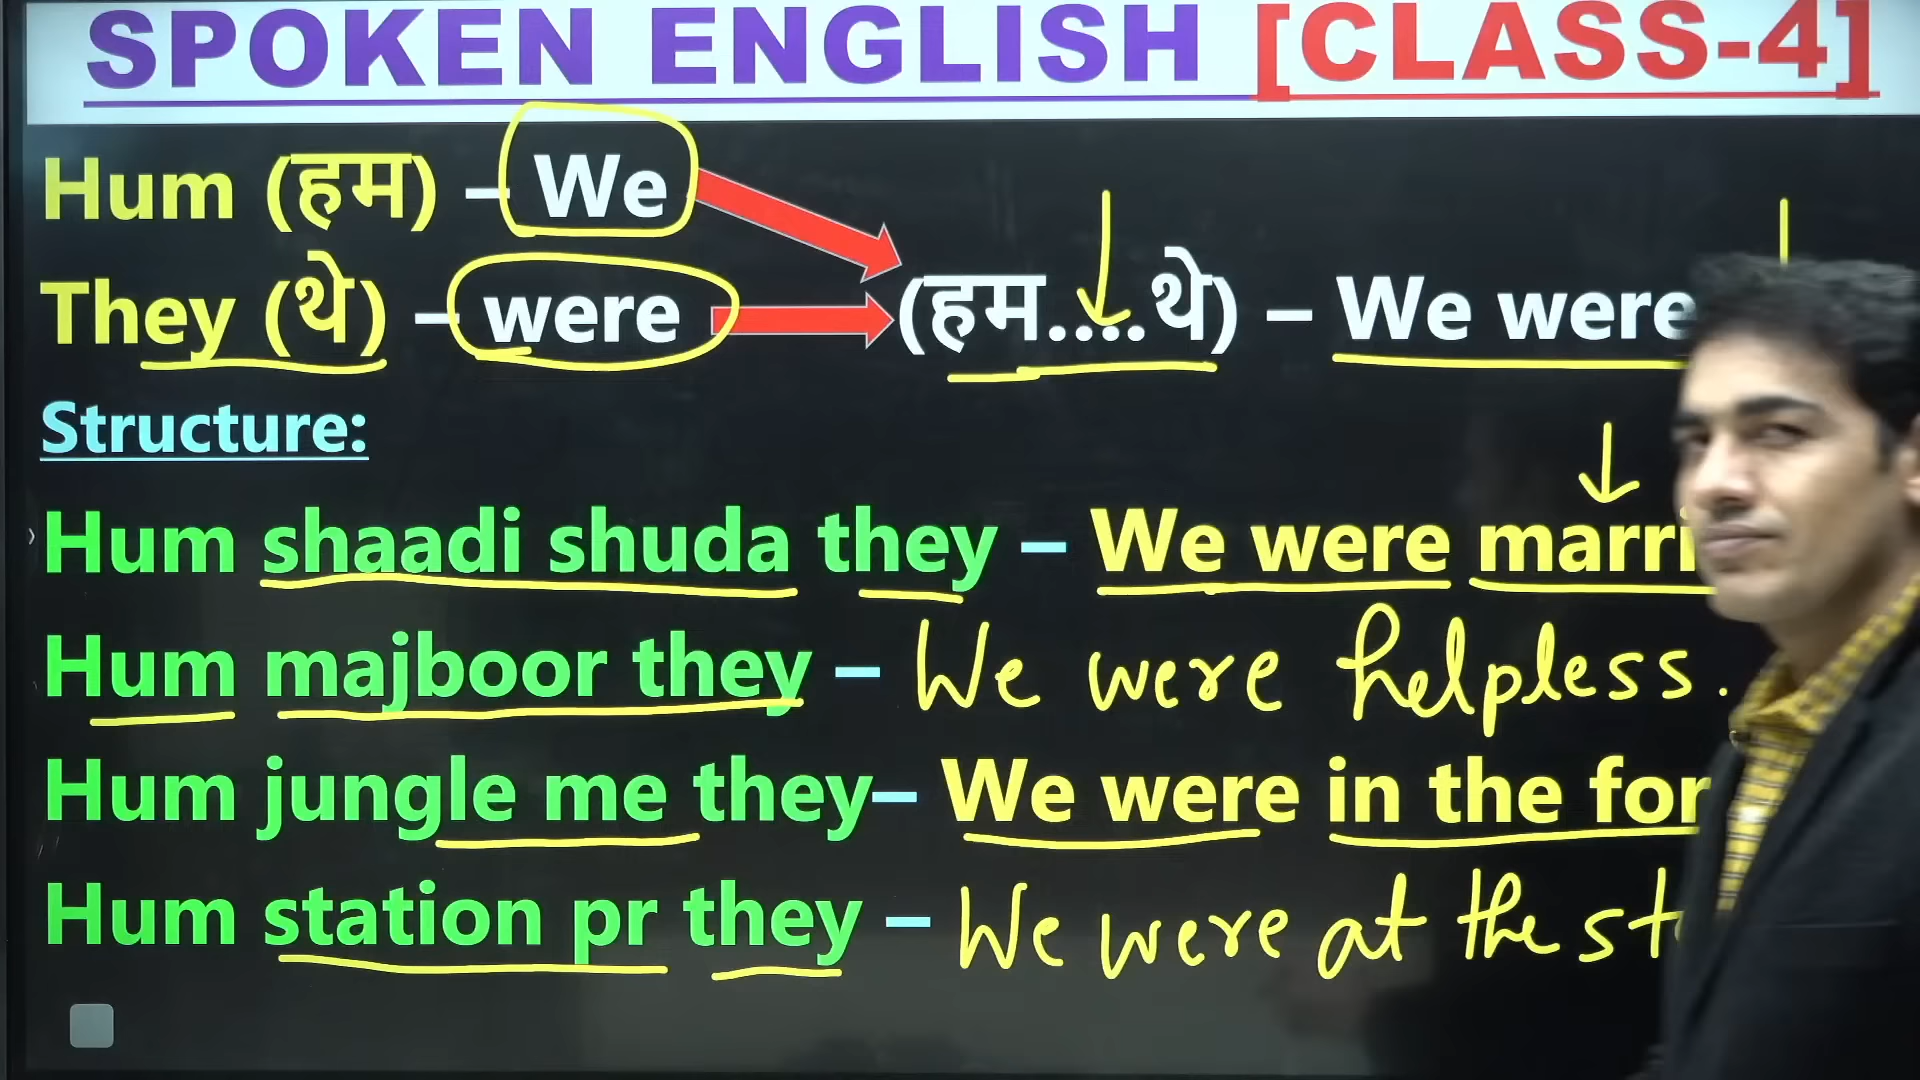 SPOKEN ENGLISH [CLASS-4]
Hum (हम) – We
They (थे) – were
(हम....थे) – We were
Structure:
Hum shaadi shuda they – We were
Hum majboor they – We were helpless.
Hum jungle me they– We were in the
Hum station pr they – We were at the